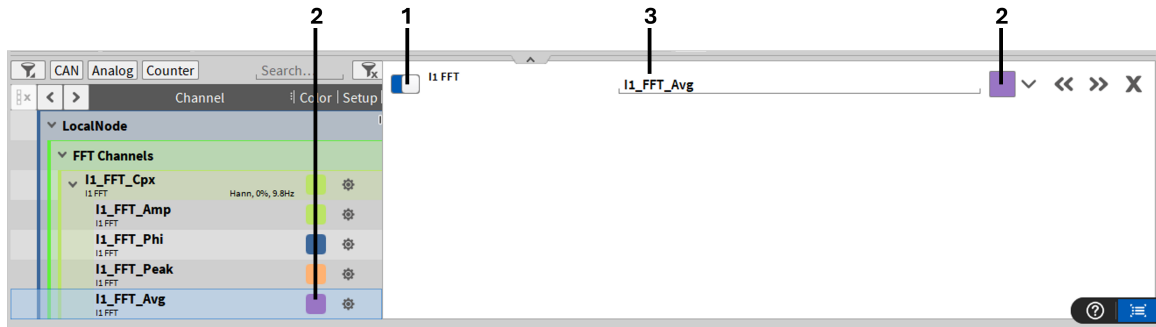 2 1 3 2
CAN Analog Counter Search... I1 FFT I1_FFT_Avg X
Channel Color Setup
LocalNode
FFT Channels
I1_FFT_Cpx
I1 FFT Hann, 0%, 9.8Hz
I1_FFT_Amp
I1 FFT
I1_FFT_Phi
I1 FFT
I1_FFT_Peak
I1 FFT
I1_FFT_Avg
I1 FFT